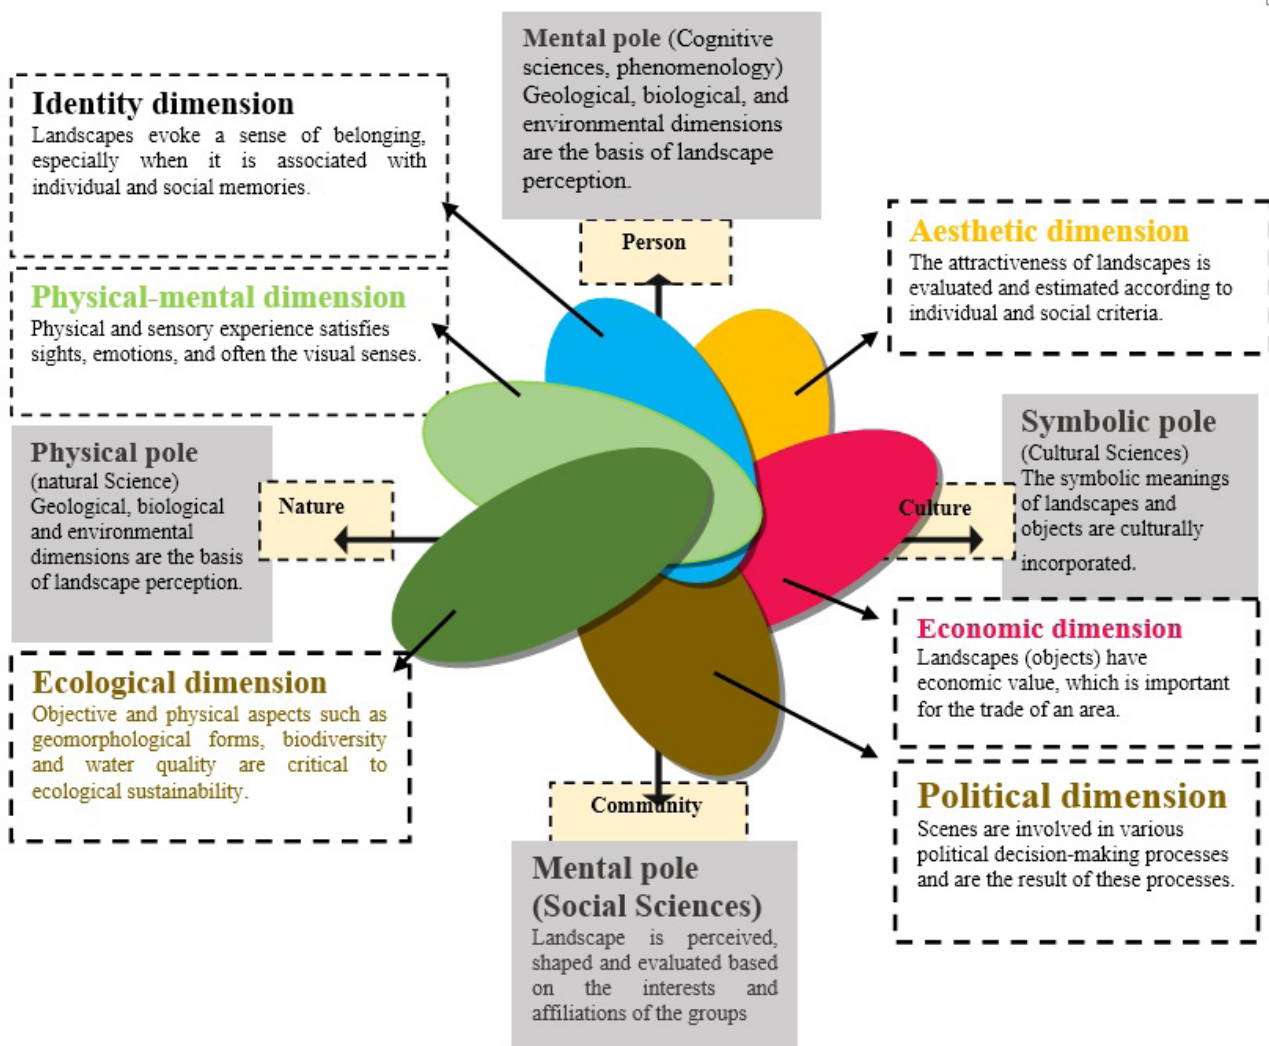 Mental pole (Cognitive
sciences, phenomenology)
Geological, biological, and
environmental dimensions
are the basis of landscape
perception.
Identity dimension
Landscapes evoke a sense of belonging,
especially when it is associated with
individual and social memories.
Person
Aesthetic dimension
The attractiveness of landscapes is
evaluated and estimated according to
individual and social criteria.
Physical-mental dimension
Physical and sensory experience satisfies
sights, emotions, and often the visual senses.
Physical pole
(natural Science)
Geological, biological
and environmental
dimensions are the basis
of landscape perception.
Nature
Culture
Symbolic pole
(Cultural Sciences)
The symbolic meanings
of landscapes and
objects are culturally
incorporated.
Ecological dimension
Objective and physical aspects such as
geomorphological forms, biodiversity
and water quality are critical to
ecological sustainability.
Economic dimension
Landscapes (objects) have
economic value, which is important
for the trade of an area.
Political dimension
Scenes are involved in various
political decision-making processes
and are the result of these processes.
Community
Mental pole
(Social Sciences)
Landscape is perceived,
shaped and evaluated based
on the interests and
affiliations of the groups